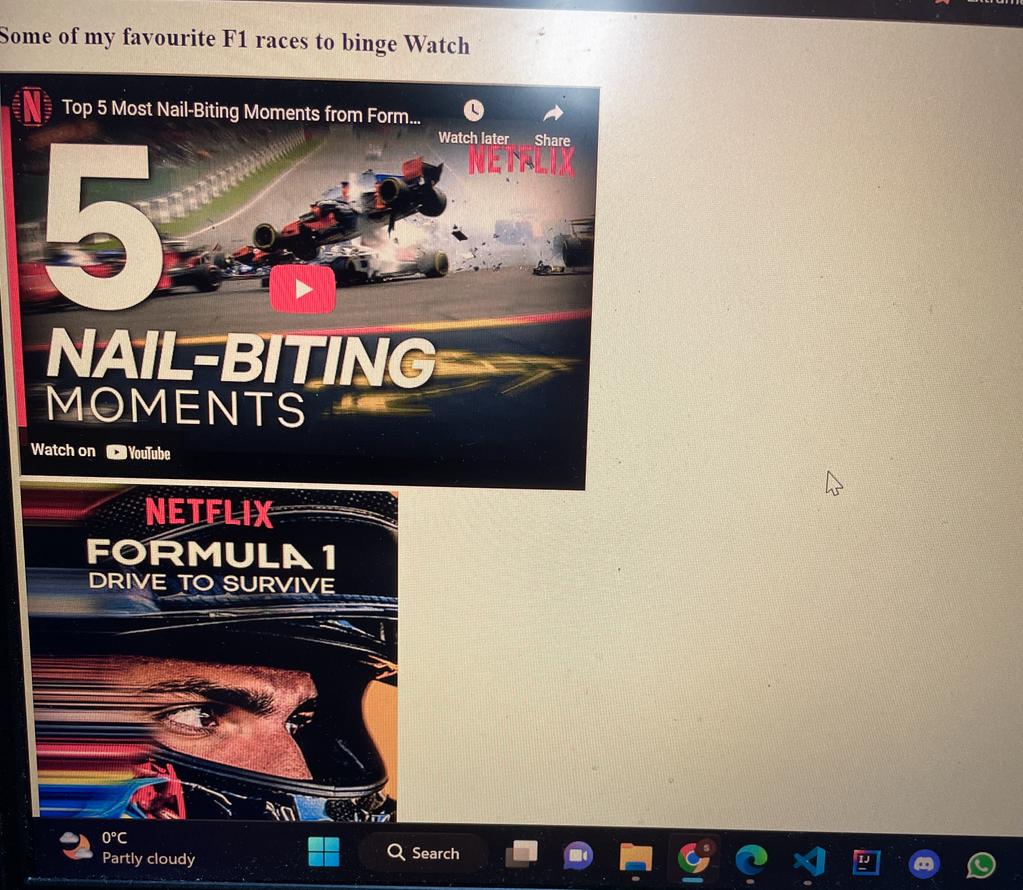 Some of my favourite F1 races to binge Watch
N Top 5 Most Nail-Biting Moments from Form...
Watch later Share
NETFLIX
5
NAIL-BITING
MOMENTS
Watch on YouTube
NETFLIX
FORMULA 1
DRIVE TO SURVIVE
0°C
Partly cloudy
Search
S
IJ